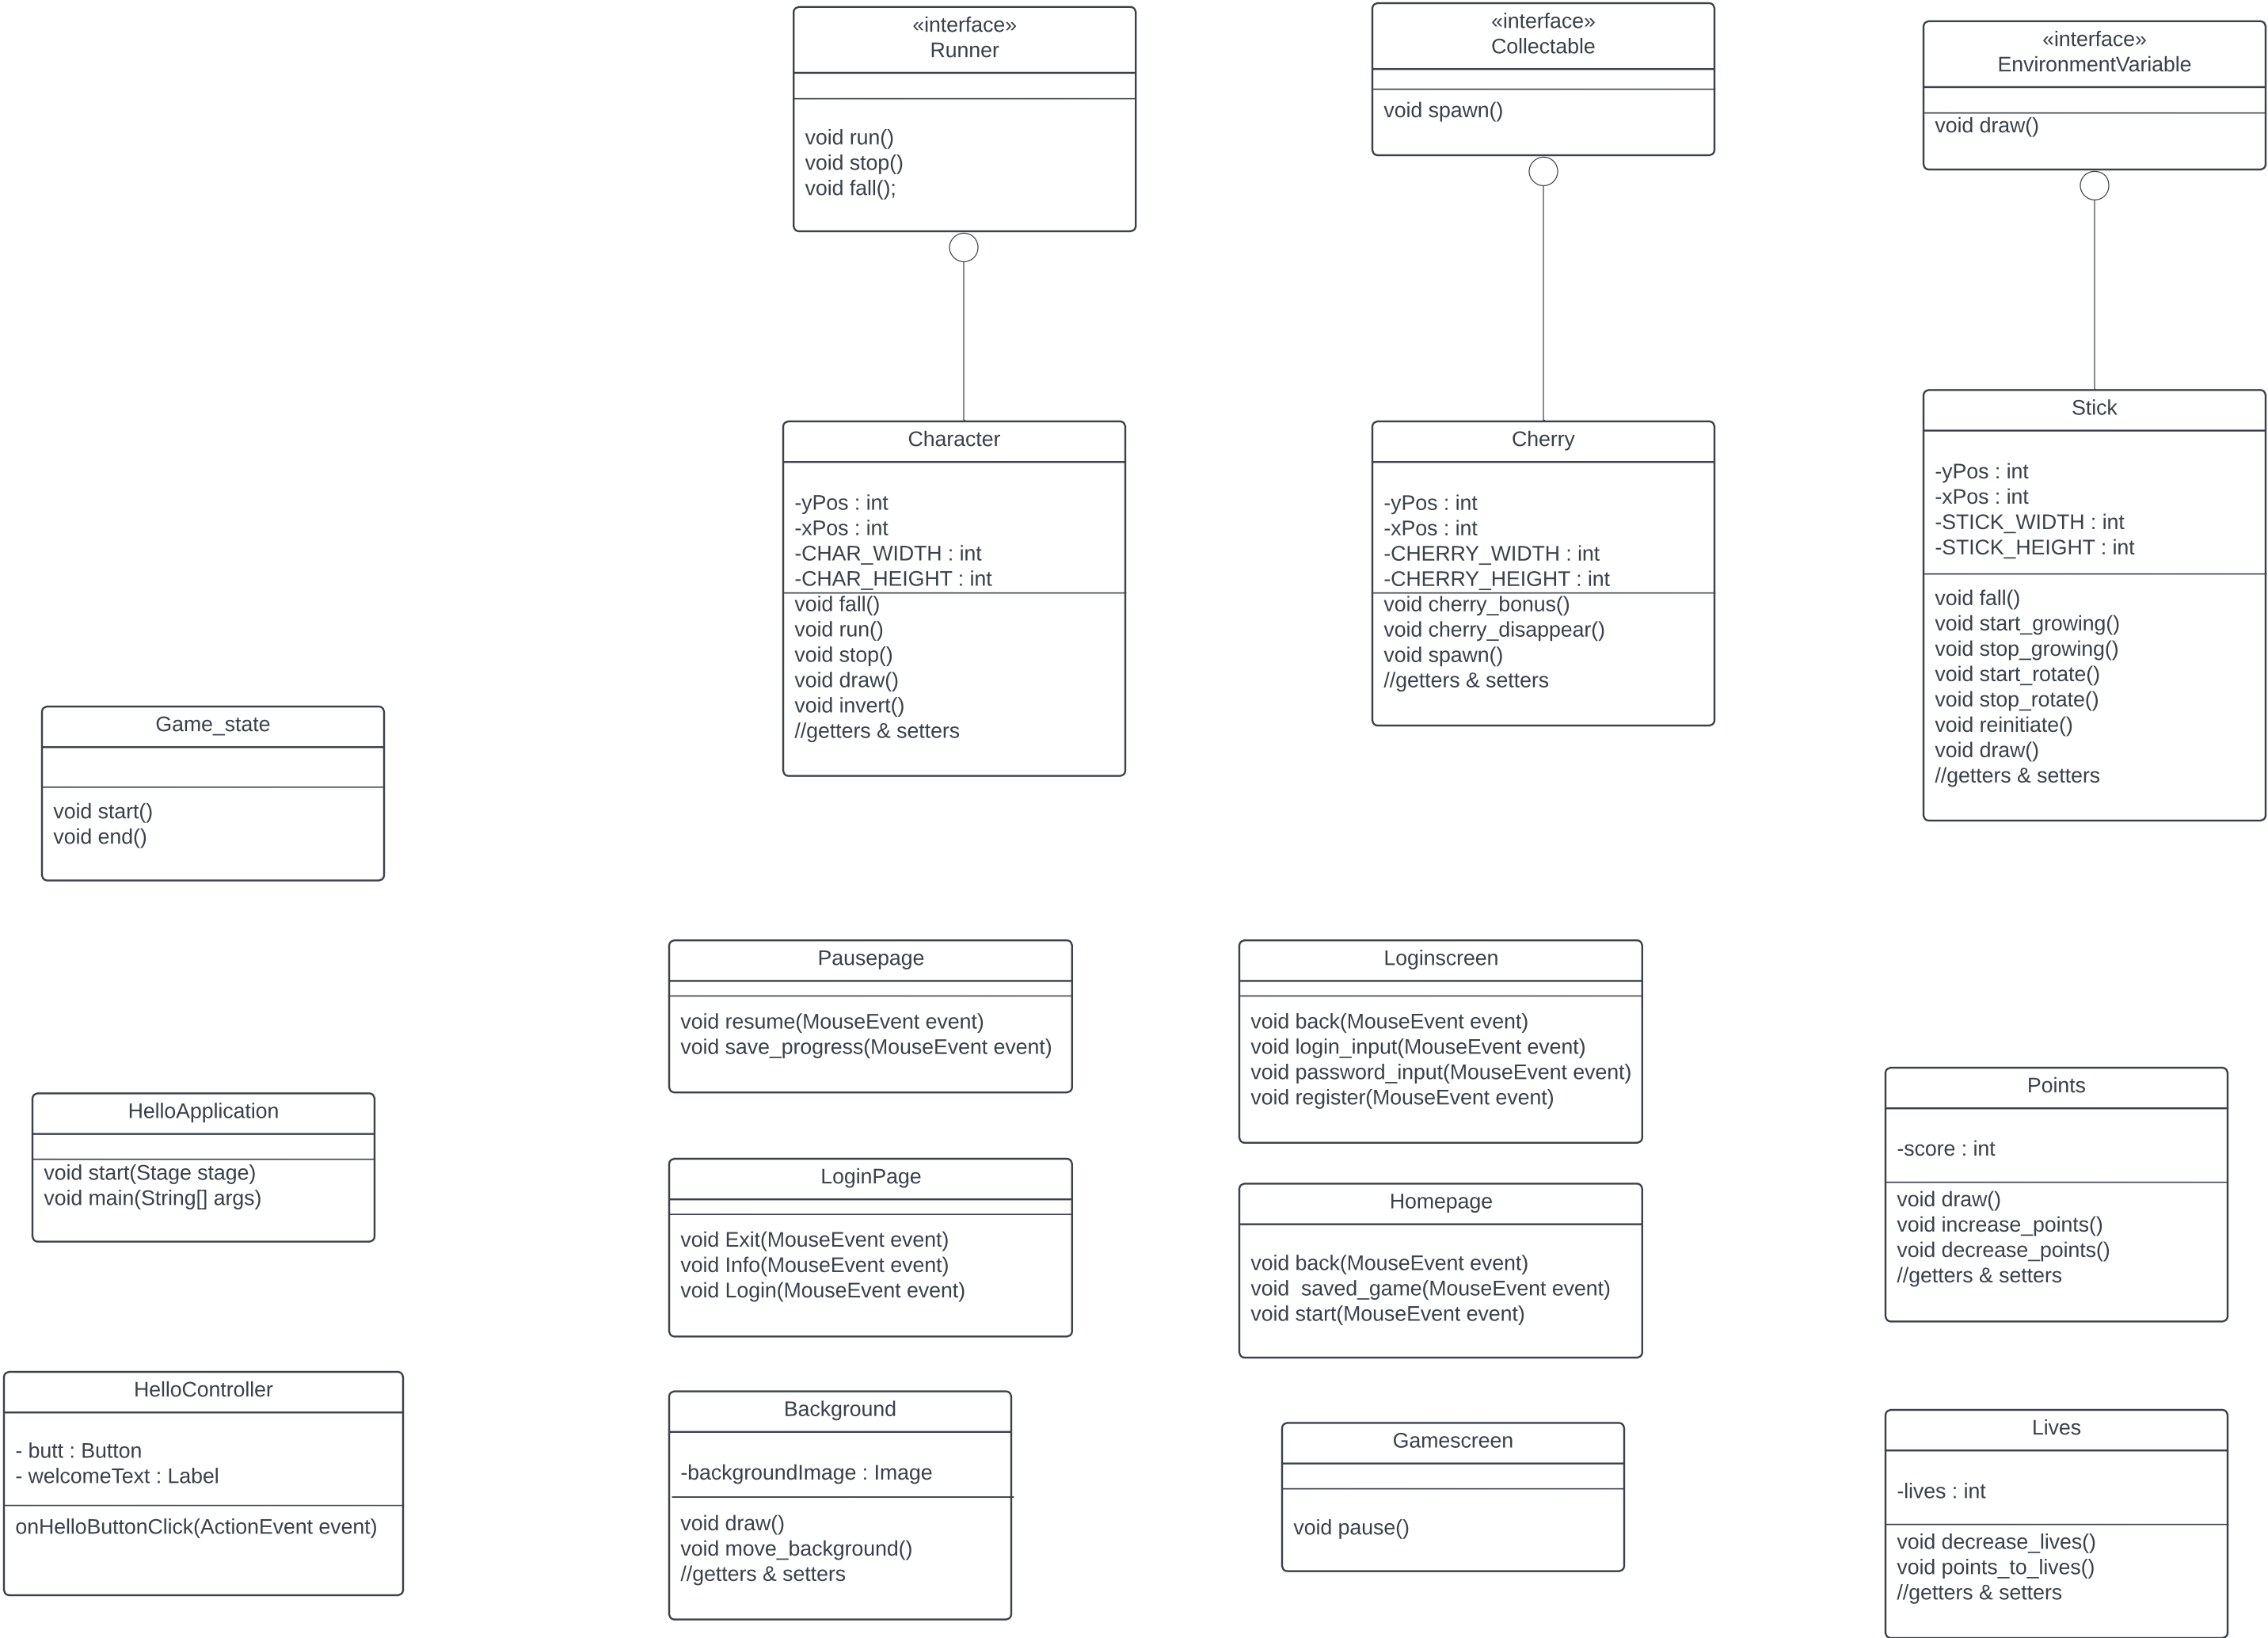 «interface»
Runner
void run()
void stop()
void fall();
«interface»
Collectable
void spawn()
«interface»
EnvironmentVariable
void draw()
Character
-yPos : int
-xPos : int
-CHAR_WIDTH : int
-CHAR_HEIGHT : int
void fall()
void run()
void stop()
void draw()
void invert()
//getters & setters
Cherry
-yPos : int
-xPos : int
-CHERRY_WIDTH : int
-CHERRY_HEIGHT : int
void cherry_bonus()
void cherry_disappear()
void spawn()
//getters & setters
Stick
-yPos : int
-xPos : int
-STICK_WIDTH : int
-STICK_HEIGHT : int
void fall()
void start_growing()
void stop_growing()
void start_rotate()
void stop_rotate()
void reinitiate()
void draw()
//getters & setters
Game_state
void start()
void end()
Pausepage
void resume(MouseEvent event)
void save_progress(MouseEvent event)
Loginscreen
void back(MouseEvent event)
void login_input(MouseEvent event)
void password_input(MouseEvent event)
void register(MouseEvent event)
HelloApplication
void start(Stage stage)
void main(String[] args)
LoginPage
void Exit(MouseEvent event)
void Info(MouseEvent event)
void Login(MouseEvent event)
Homepage
void back(MouseEvent event)
void  saved_game(MouseEvent event)
void start(MouseEvent event)
Points
-score : int
void draw()
void increase_points()
void decrease_points()
//getters & setters
HelloController
- butt : Button
- welcomeText : Label
onHelloButtonClick(ActionEvent event)
Background
-backgroundImage : Image
void draw()
void move_background()
//getters & setters
Gamescreen
void pause()
Lives
-lives : int
void decrease_lives()
void points_to_lives()
//getters & setters